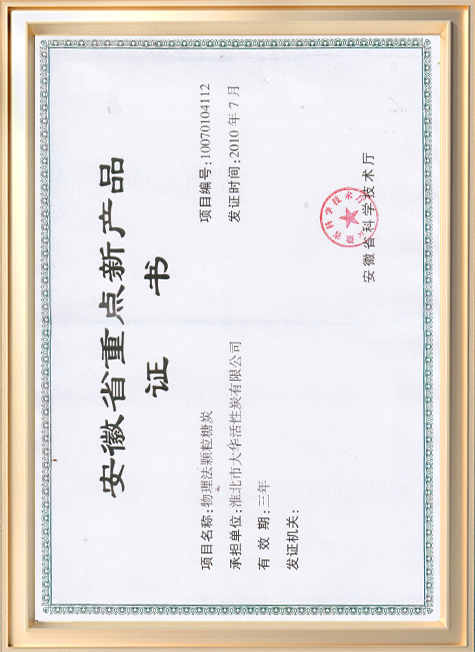 安徽省重点新产品
证书
项目名称:物理法颗粒糖炭
项目编号:10070104112
承担单位:淮北市大华活性炭有限公司
发证时间:2010 年 7 月
有 效 期:三年
发证机关:
安徽省科学技术厅